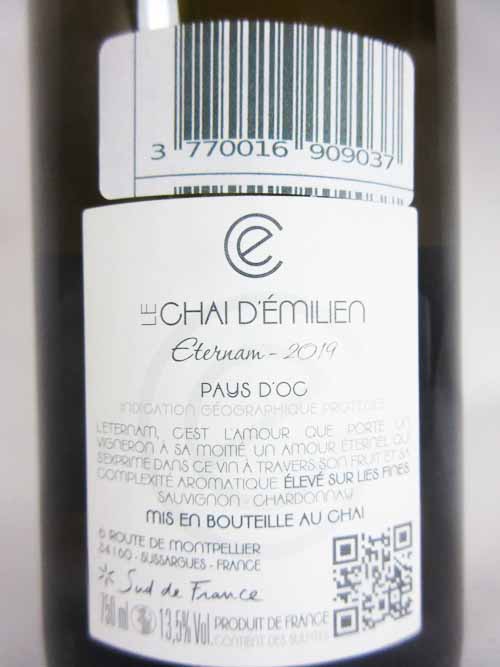 3 770016 909037
Ce
LE CHAI D'ÉMILIEN
Eternam - 2019
PAYS D'OC
INDICATION GÉOGRAPHIQUE PROTÉGÉE
L'ETERNAM, C'EST L'AMOUR QUE PORTE UN
VIGNERON À SA MOITIÉ UN AMOUR ÉTERNEL QUI
S'EXPRIME DANS CE VIN À TRAVERS SON FRUIT ET SA
COMPLEXITÉ AROMATIQUE ÉLEVÉ SUR LIES FINES
SAUVIGNON - CHARDONNAY
MIS EN BOUTEILLE AU CHAI
6 ROUTE DE MONTPELLIER
34160 - SUSSARGUES - FRANCE
Sud de France
750 ml e 13,5% Vol. PRODUIT DE FRANCE
CONTIENT DES SULFITES